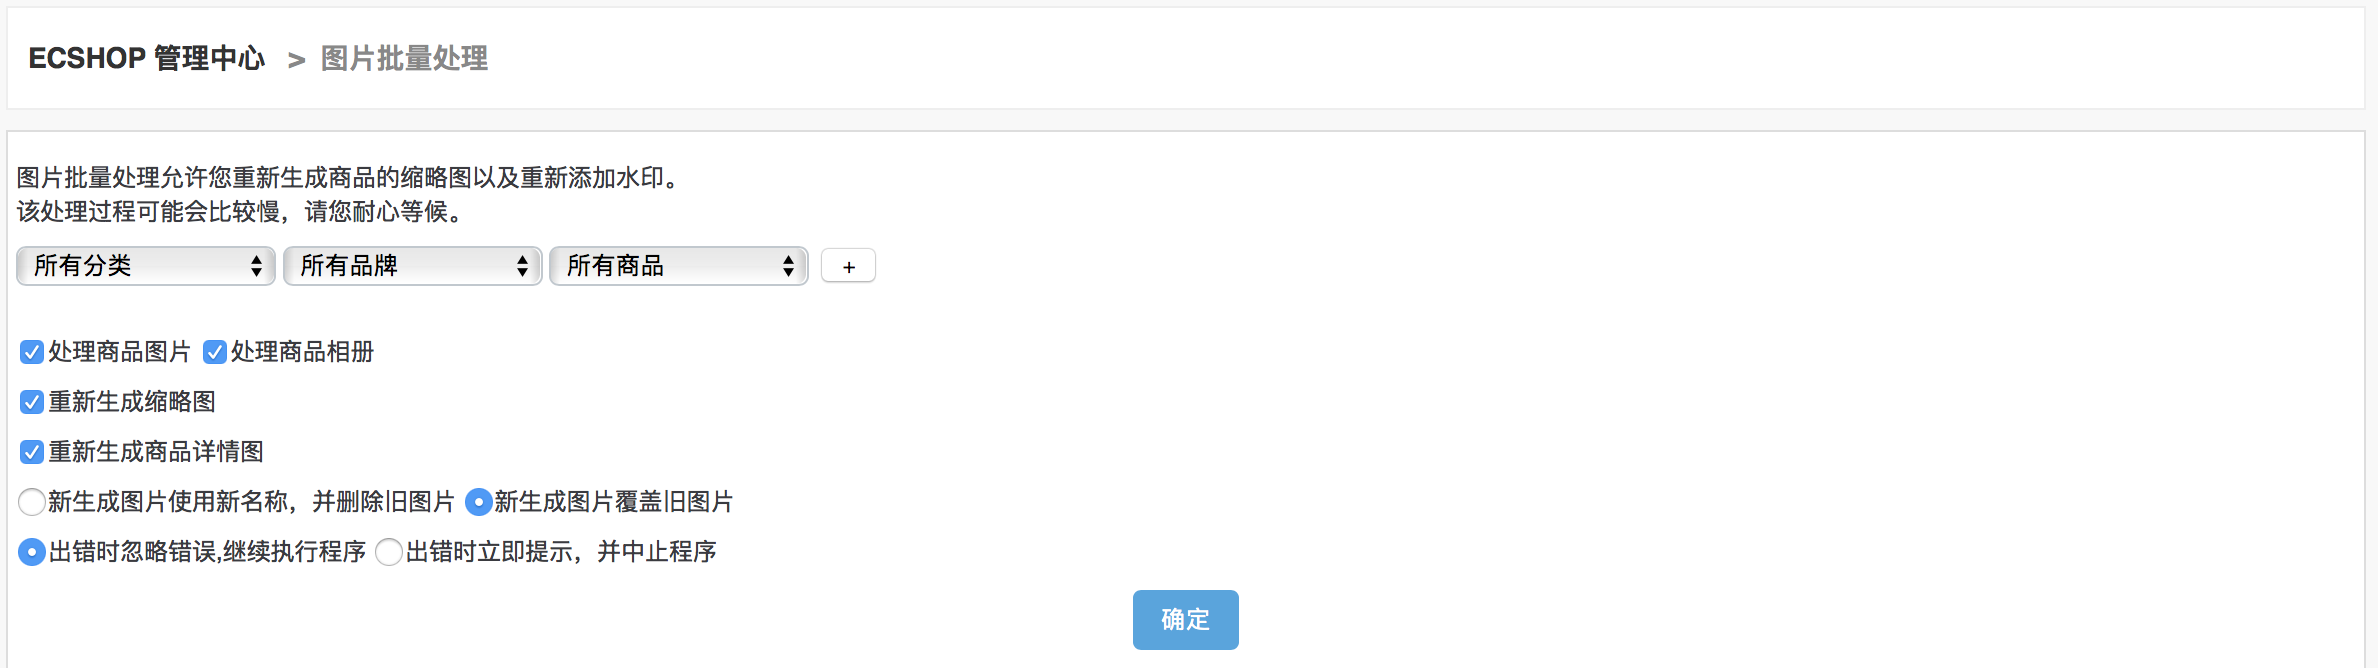 ECSHOP 管理中心 > 图片批量处理
图片批量处理允许您重新生成商品的缩略图以及重新添加水印。
该处理过程可能会比较慢，请您耐心等候。
所有分类 所有品牌 所有商品 +
处理商品图片 处理商品相册
重新生成缩略图
重新生成商品详情图
新生成图片使用新名称，并删除旧图片 新生成图片覆盖旧图片
出错时忽略错误,继续执行程序 出错时立即提示，并中止程序
确定